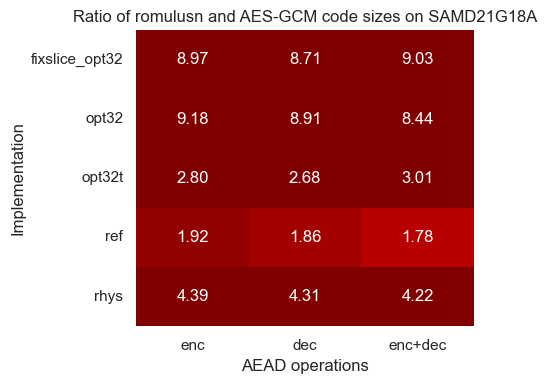 Ratio of romulusn and AES-GCM code sizes on SAMD21G18A
Implementation
fixslice_opt32 8.97 8.71 9.03
opt32 9.18 8.91 8.44
opt32t 2.80 2.68 3.01
ref 1.92 1.86 1.78
rhys 4.39 4.31 4.22
enc dec enc+dec
AEAD operations